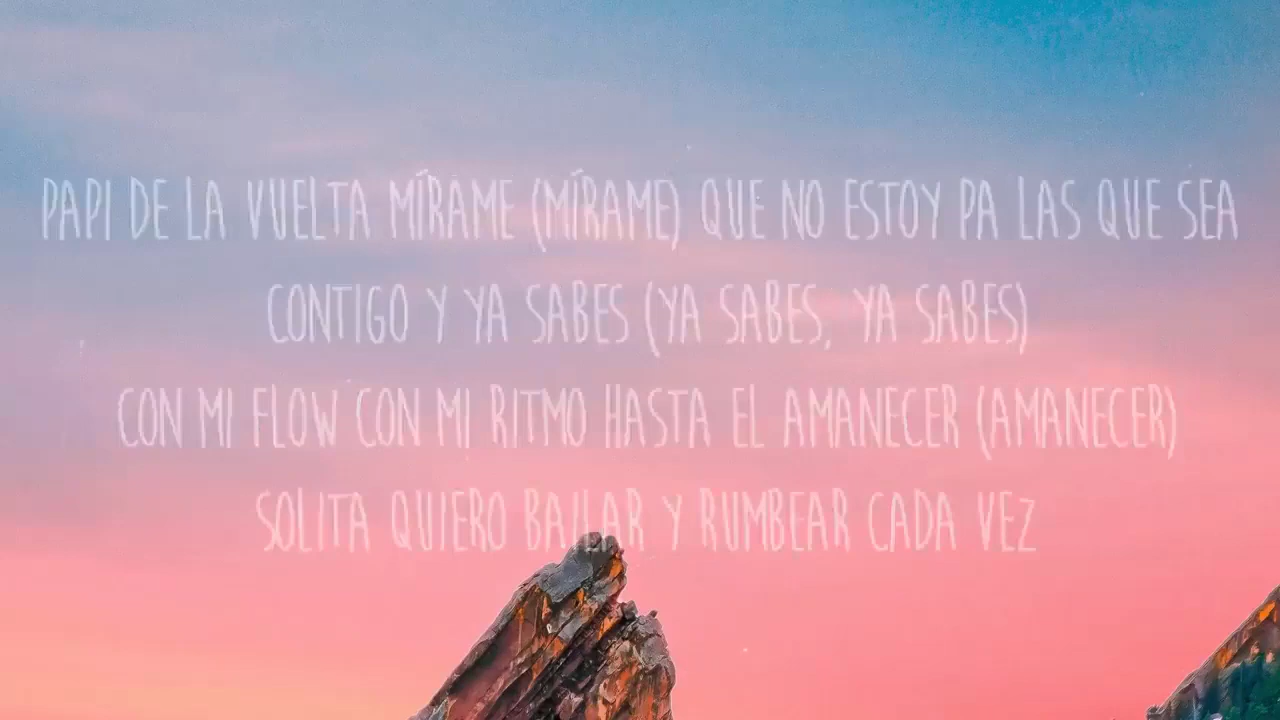 PAPI DE LA VUELTA MÍRAME (MÍRAME) QUE NO ESTOY PA LAS QUE SEA
CONTIGO Y YA SABES (YA SABES, YA SABES)
CON MI FLOW CON MI RITMO HASTA EL AMANECER (AMANECER)
SOLITA QUIERO BAILAR Y RUMBEAR CADA VEZ